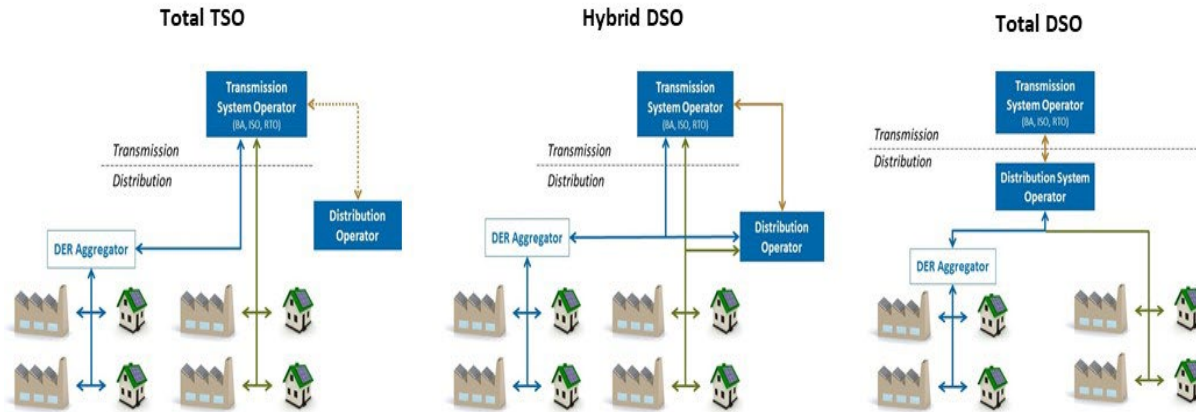 Total TSO
Transmission
System Operator
(BA, ISO, RTO)
Transmission
Distribution
Distribution
Operator
DER Aggregator
Hybrid DSO
Transmission
System Operator
(BA, ISO, RTO)
Transmission
Distribution
DER Aggregator
Distribution
Operator
Total DSO
Transmission
System Operator
(BA, ISO, RTO)
Transmission
Distribution
Distribution System
Operator
DER Aggregator